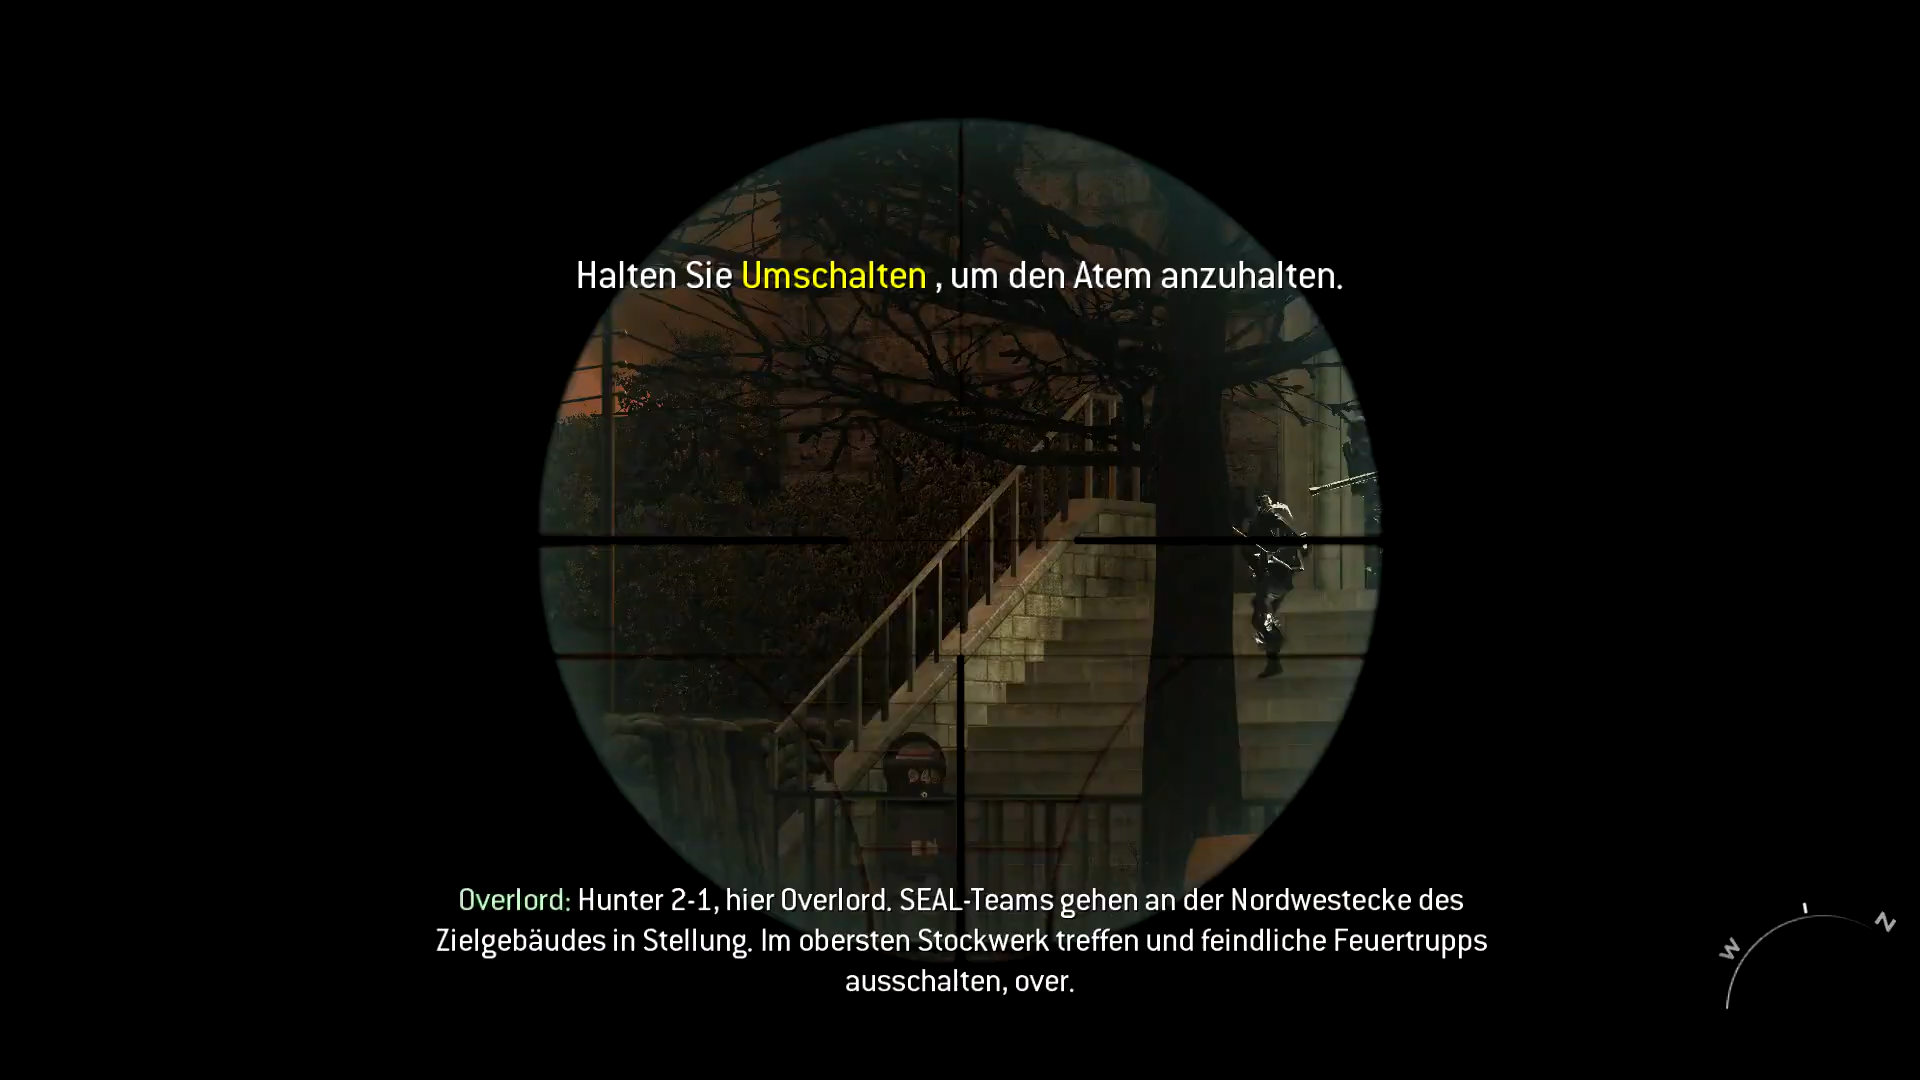 Halten Sie Umschalten , um den Atem anzuhalten.
Overlord: Hunter 2-1, hier Overlord. SEAL-Teams gehen an der Nordwestecke des
Zielgebäudes in Stellung. Im obersten Stockwerk treffen und feindliche Feuertrupps
ausschalten, over.
W
N